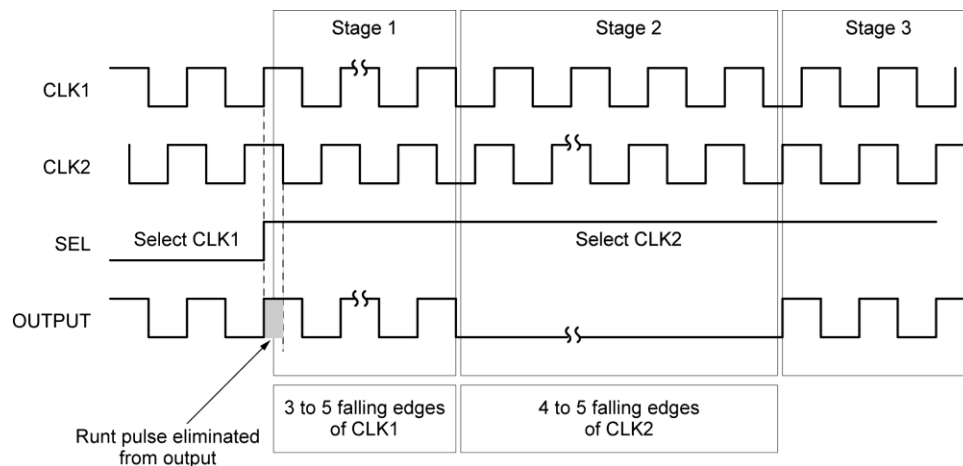 Stage 1
Stage 2
Stage 3
CLK1
CLK2
SEL
Select CLK1
Select CLK2
OUTPUT
Runt pulse eliminated
from output
3 to 5 falling edges
of CLK1
4 to 5 falling edges
of CLK2